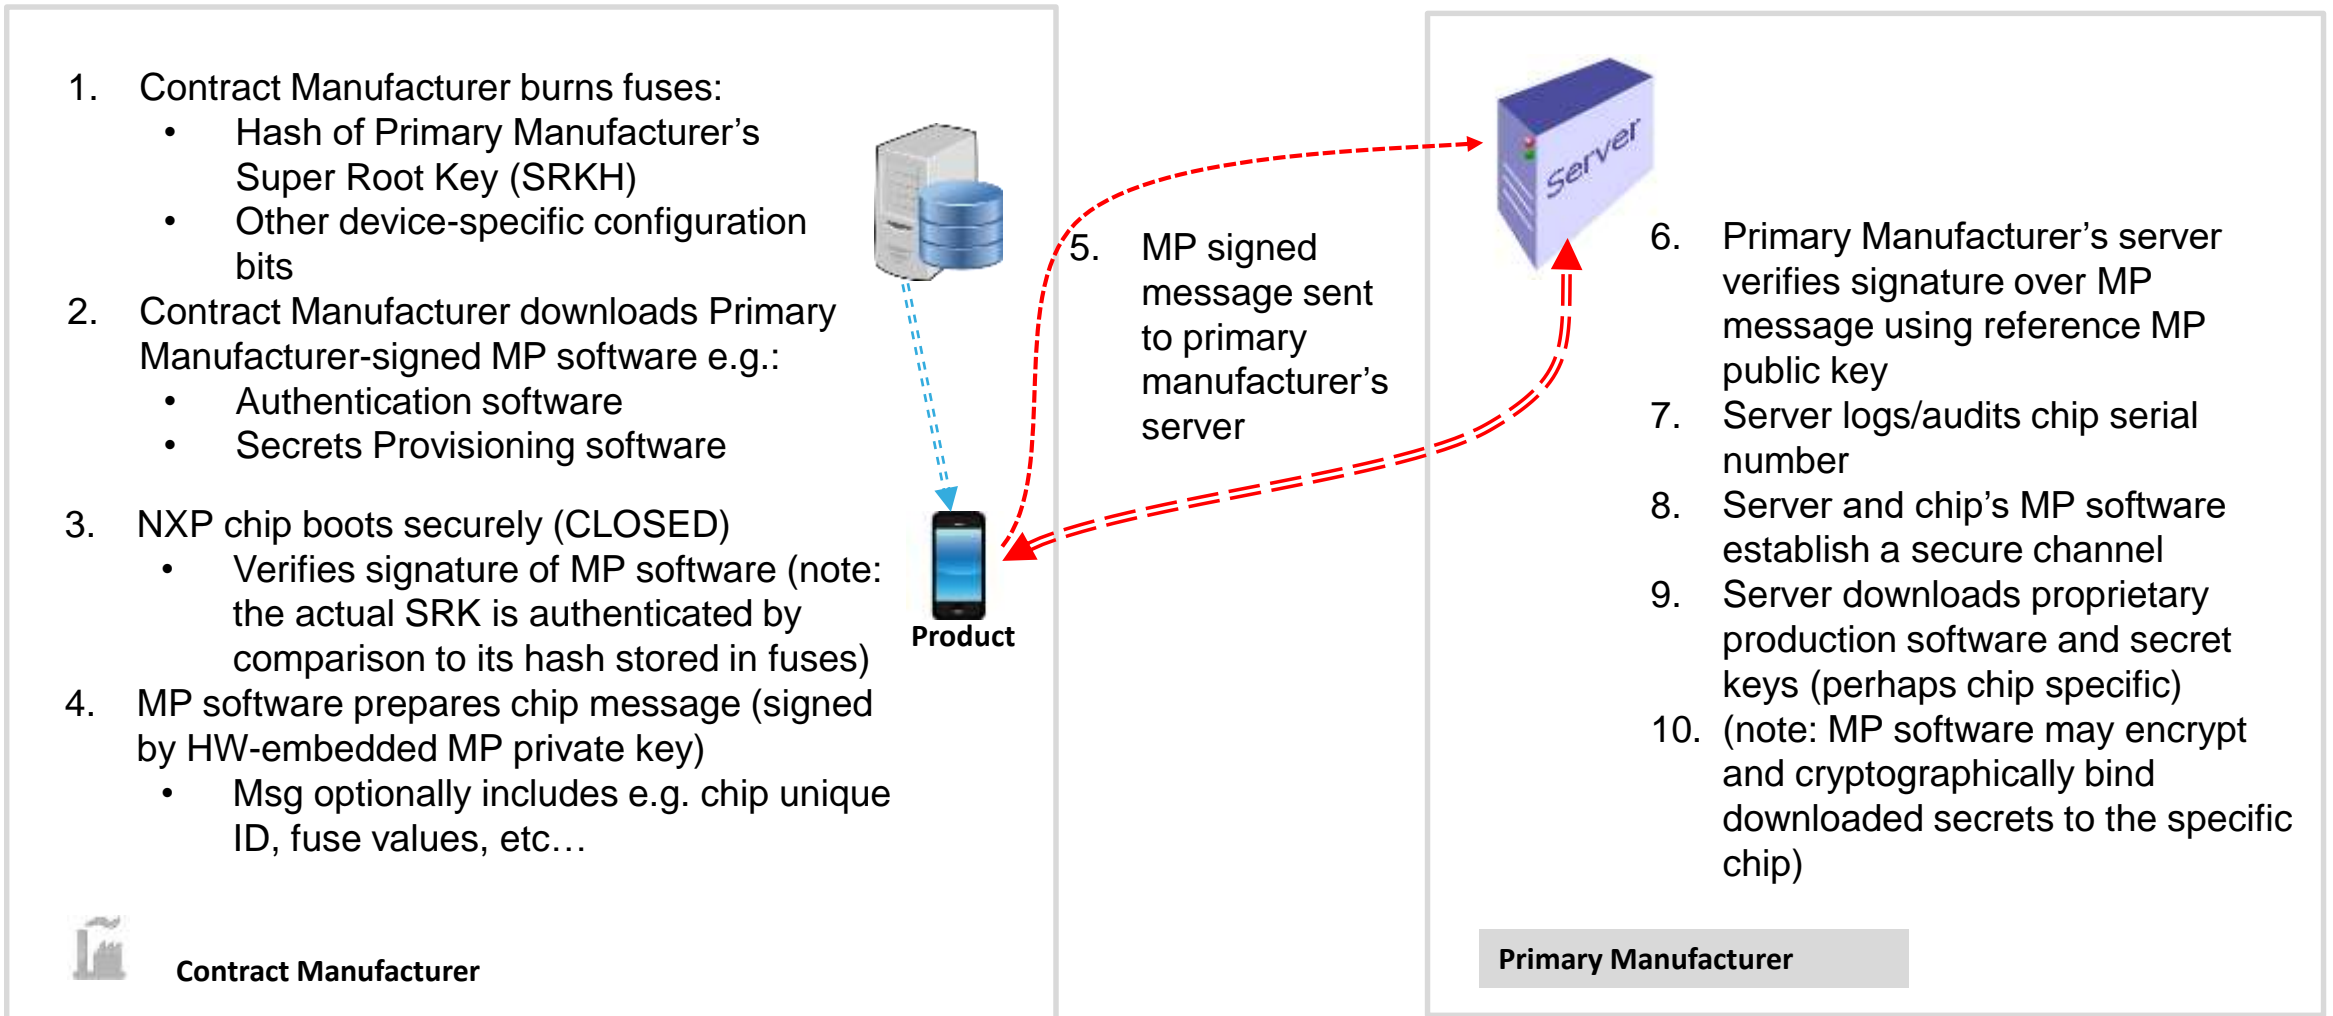 1. Contract Manufacturer burns fuses:
• Hash of Primary Manufacturer’s
Super Root Key (SRKH)
• Other device-specific configuration
bits
2. Contract Manufacturer downloads Primary
Manufacturer-signed MP software e.g.:
• Authentication software
• Secrets Provisioning software
3. NXP chip boots securely (CLOSED)
• Verifies signature of MP software (note:
the actual SRK is authenticated by
comparison to its hash stored in fuses)
4. MP software prepares chip message (signed
by HW-embedded MP private key)
• Msg optionally includes e.g. chip unique
ID, fuse values, etc…
Product
Contract Manufacturer
5. MP signed
message sent
to primary
manufacturer’s
server
Server
6. Primary Manufacturer’s server
verifies signature over MP
message using reference MP
public key
7. Server logs/audits chip serial
number
8. Server and chip’s MP software
establish a secure channel
9. Server downloads proprietary
production software and secret
keys (perhaps chip specific)
10. (note: MP software may encrypt
and cryptographically bind
downloaded secrets to the specific
chip)
Primary Manufacturer